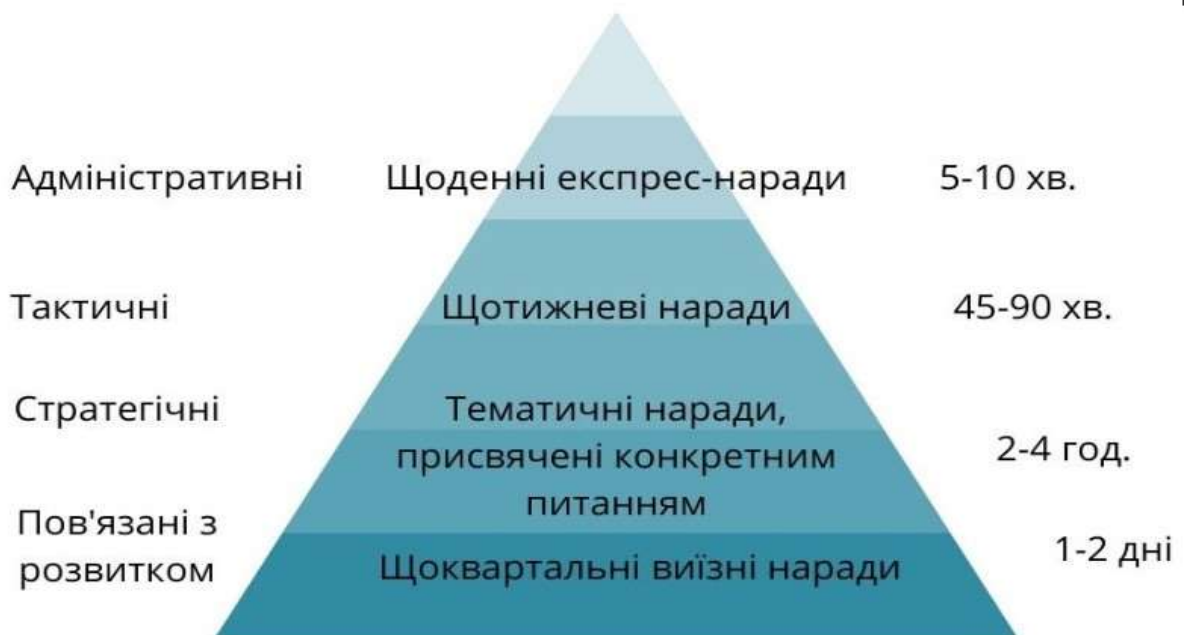 Адміністративні Щоденні експрес-наради 5-10 хв.
Тактичні Щотижневі наради 45-90 хв.
Стратегічні Тематичні наради,
присвячені конкретним
питанням
2-4 год.
Пов'язані з
розвитком
Щоквартальні виїзні наради
1-2 дні